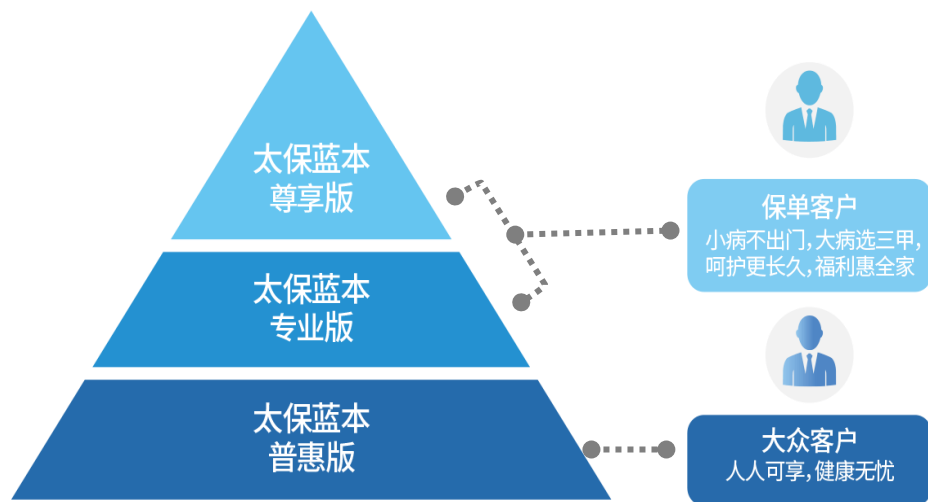 太保蓝本
尊享版
太保蓝本
专业版
太保蓝本
普惠版
保单客户
小病不出门,大病选三甲,
呵护更长久,福利惠全家
大众客户
人人可享,健康无忧